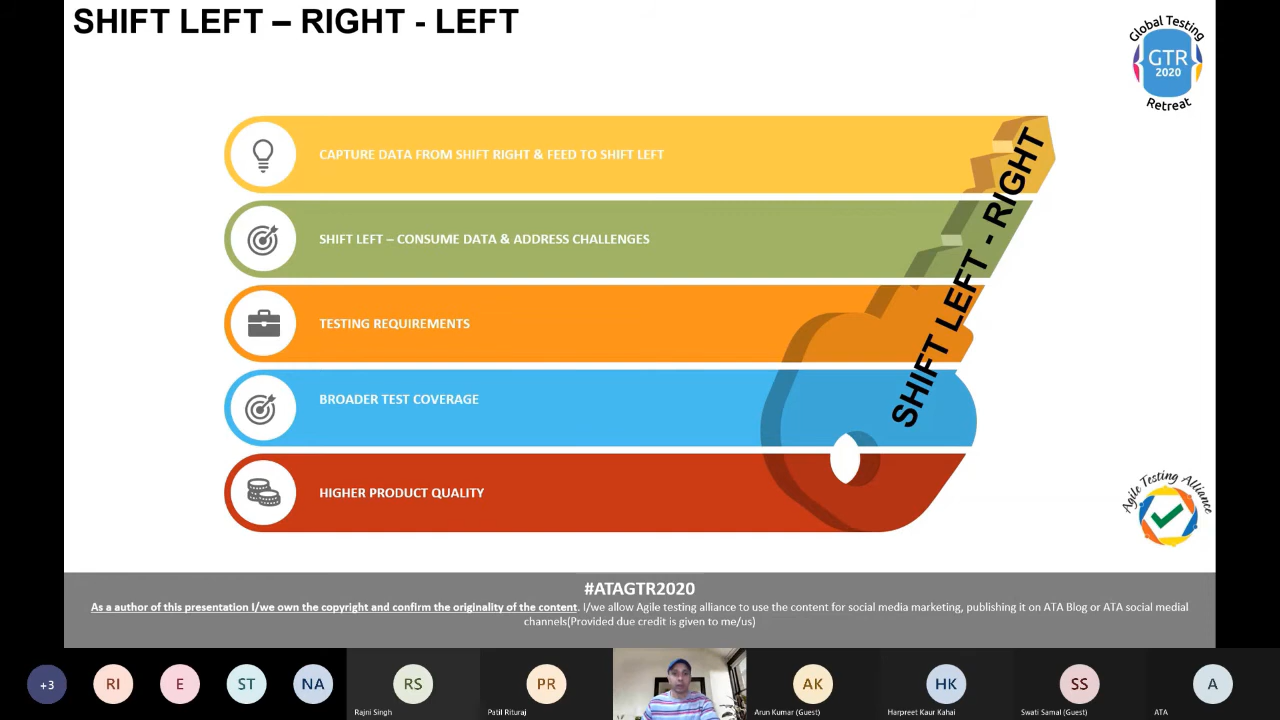 SHIFT LEFT – RIGHT - LEFT
Global Testing
GTR
2020
Retreat
CAPTURE DATA FROM SHIFT RIGHT & FEED TO SHIFT LEFT
SHIFT LEFT – CONSUME DATA & ADDRESS CHALLENGES
TESTING REQUIREMENTS
BROADER TEST COVERAGE
HIGHER PRODUCT QUALITY
SHIFT LEFT - RIGHT
Agile Testing Alliance
#ATAGTR2020
As a author of this presentation I/we own the copyright and confirm the originality of the content. I/we allow Agile testing alliance to use the content for social media marketing, publishing it on ATA Blog or ATA social medial
channels(Provided due credit is given to me/us)
+3
RI
E
ST
NA
RS
Rajni Singh
PR
Patil Rituraj
AK
Arun Kumar (Guest)
HK
Harpreet Kaur Kahai
SS
Swati Samal (Guest)
A
ATA